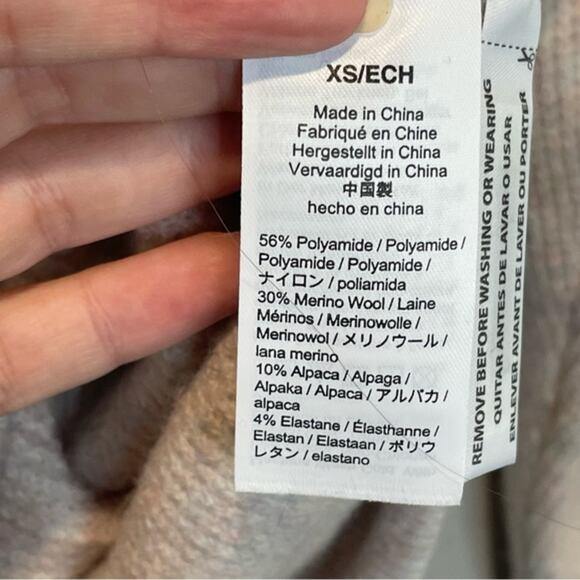 XS/ECH
Made in China
Fabriqué en Chine
Hergestellt in China
Vervaardigd in China
中国製
hecho en china
56% Polyamide / Polyamide /
Polyamide / Polyamide /
ナイロン / poliamida
30% Merino Wool / Laine
Mérinos / Merinowolle /
Merinowol / メリノウール /
lana merino
10% Alpaca / Alpaga /
Alpaka / Alpaca / アルパカ /
alpaca
4% Elastane / Élasthanne /
Elastan / Elastaan / ポリウ
レタン / elastano
REMOVE BEFORE WASHING OR WEARING
QUITAR ANTES DE LAVAR O USAR
ENLEVER AVANT DE LAVER OU PORTER